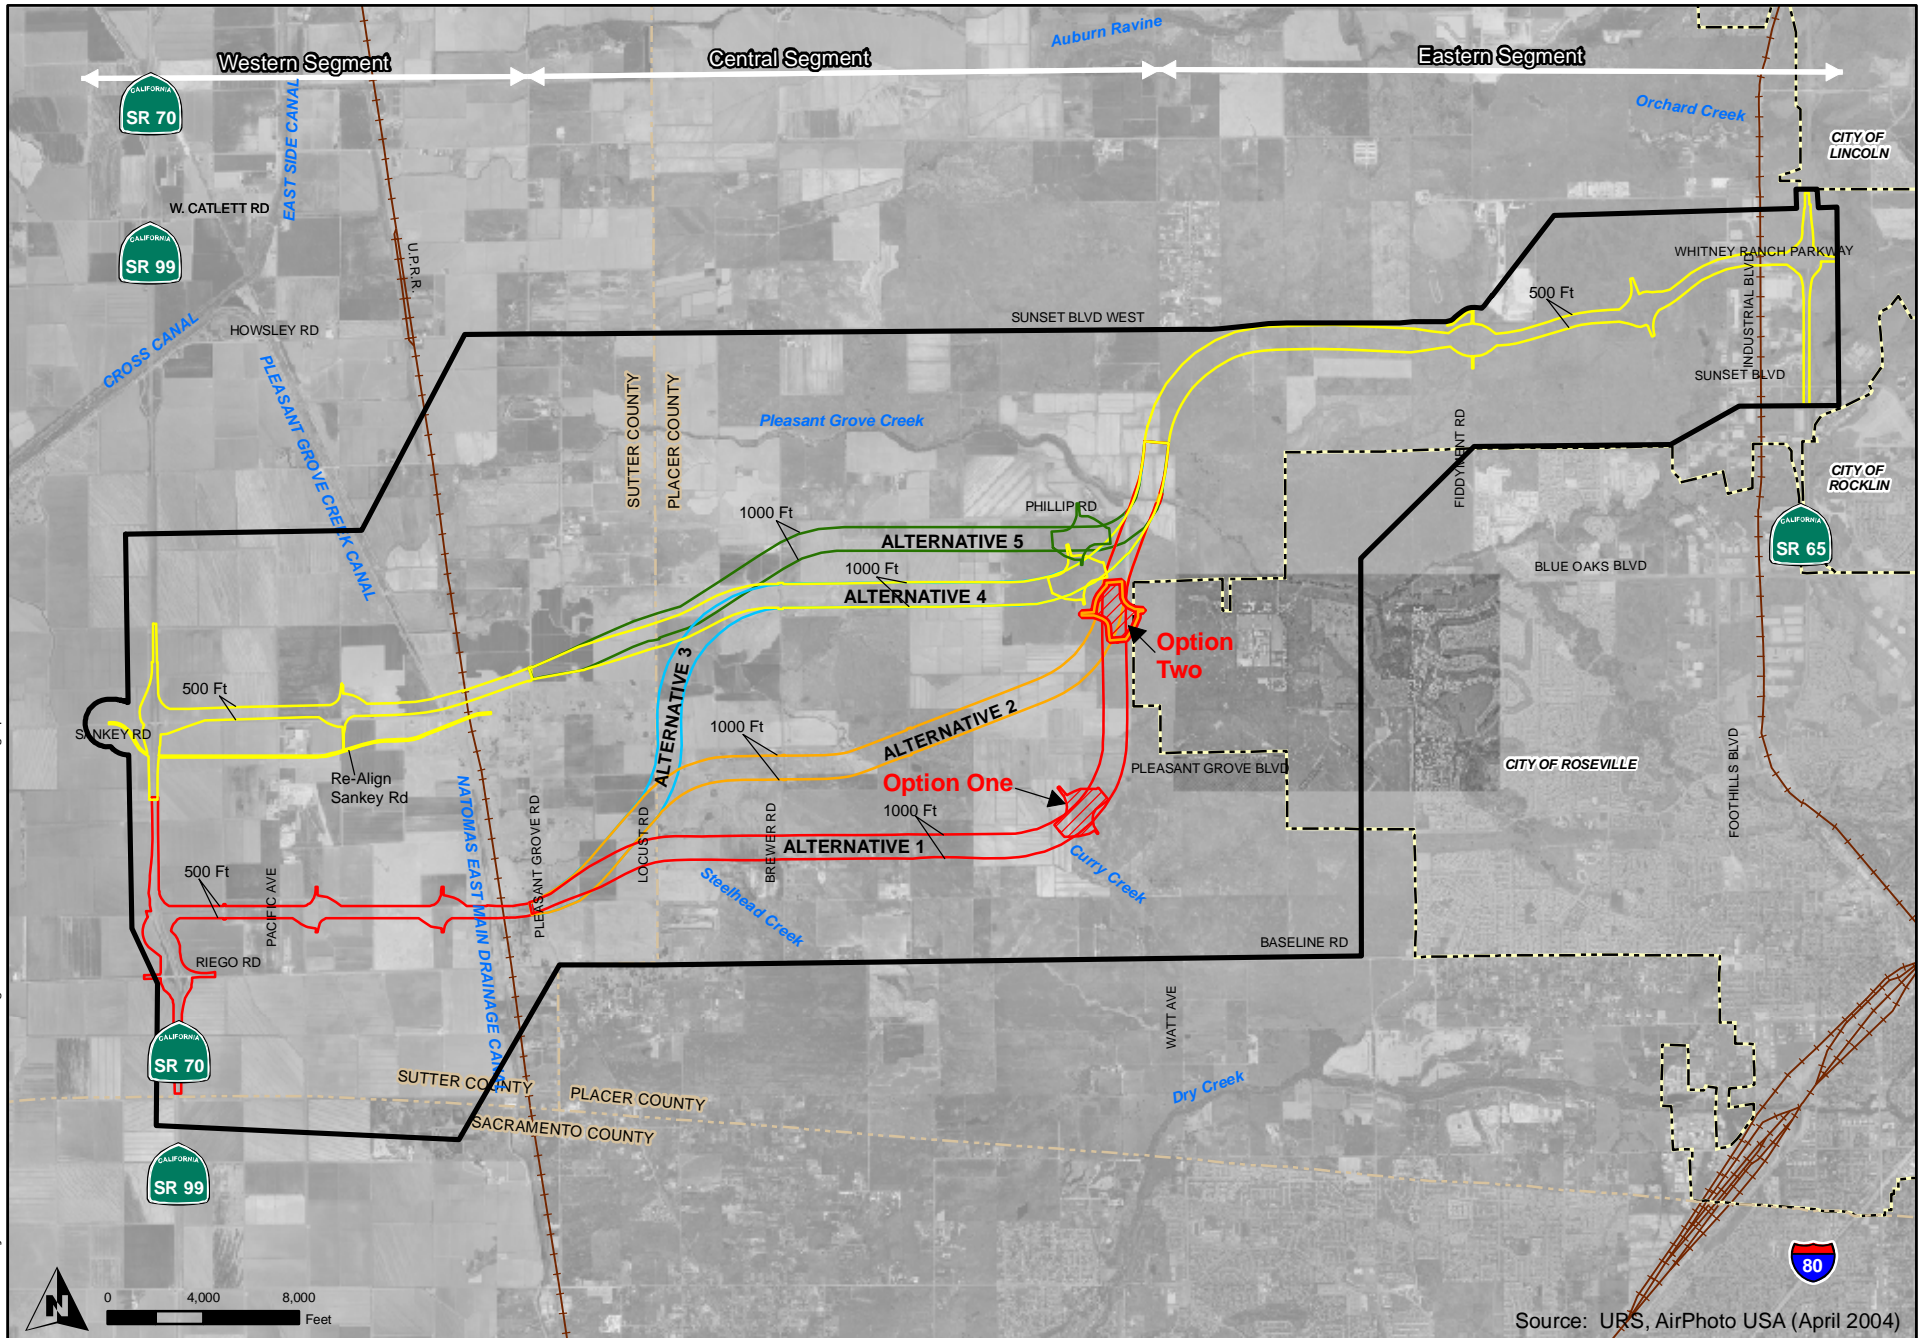 Western Segment
Central Segment
Eastern Segment
Auburn Ravine
Orchard Creek
CALIFORNIA
SR 70
EAST SIDE CANAL
CITY OF
LINCOLN
W. CATLETT RD
CALIFORNIA
SR 99
U.P.R.R.
WHITNEY RANCH PARKWAY
500 Ft
INDUSTRIAL BLVD
SUNSET BLVD WEST
HOWSLEY RD
CROSS CANAL
PLEASANT GROVE CREEK CANAL
SUNSET BLVD
SUTTER COUNTY
PLACER COUNTY
Pleasant Grove Creek
FIDDYMENT RD
CITY OF
ROCKLIN
PHILLIP RD
1000 Ft
ALTERNATIVE 5
CALIFORNIA
SR 65
1000 Ft
BLUE OAKS BLVD
ALTERNATIVE 4
Option
Two
ALTERNATIVE 3
500 Ft
ALTERNATIVE 2
1000 Ft
SANKEY RD
Re-Align
Sankey Rd
PLEASANT GROVE BLVD
CITY OF ROSEVILLE
Option One
FOOTHILLS BLVD
NATOMAS EAST MAIN DRAINAGE CANAL
PLEASANT GROVE RD
LOCUST RD
BREWER RD
1000 Ft
ALTERNATIVE 1
Curry Creek
500 Ft
PACIFIC AVE
Steelhead Creek
BASELINE RD
RIEGO RD
WATT AVE
CALIFORNIA
SR 70
SUTTER COUNTY
PLACER COUNTY
SACRAMENTO COUNTY
Dry Creek
CALIFORNIA
SR 99
80
N
0 4,000 8,000
Feet
Source: URS, AirPhoto USA (April 2004)